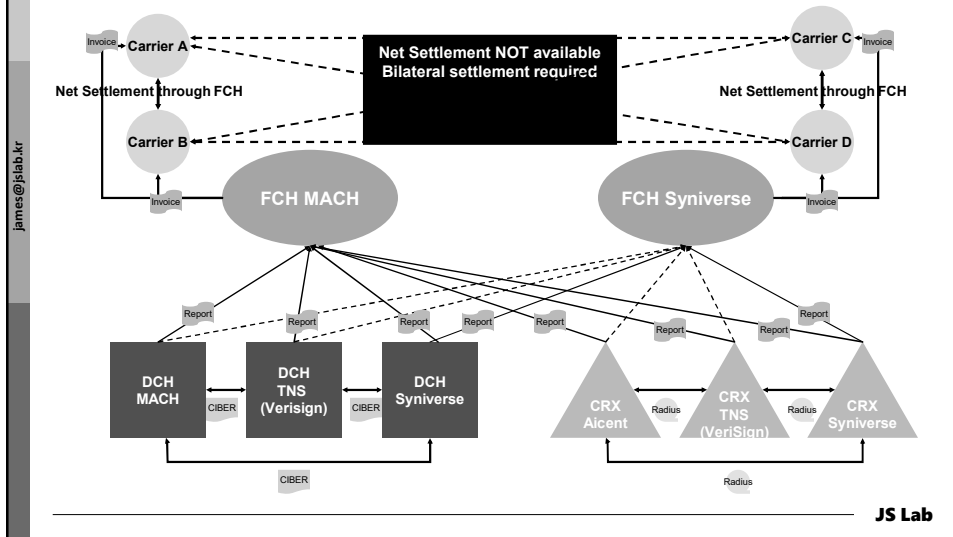 Invoice
Carrier A
Net Settlement NOT available
Bilateral settlement required
Carrier C
Invoice
Net Settlement through FCH
Net Settlement through FCH
Carrier B
Carrier D
Invoice
FCH MACH
FCH Syniverse
Invoice
james@jslab.kr
Report
Report
Report
Report
Report
Report
Report
Report
DCH
MACH
CIBER
DCH
TNS
(Verisign)
CIBER
DCH
Syniverse
CRX
Aicent
Radius
CRX
TNS
(VeriSign)
Radius
CRX
Syniverse
CIBER
Radius
JS Lab